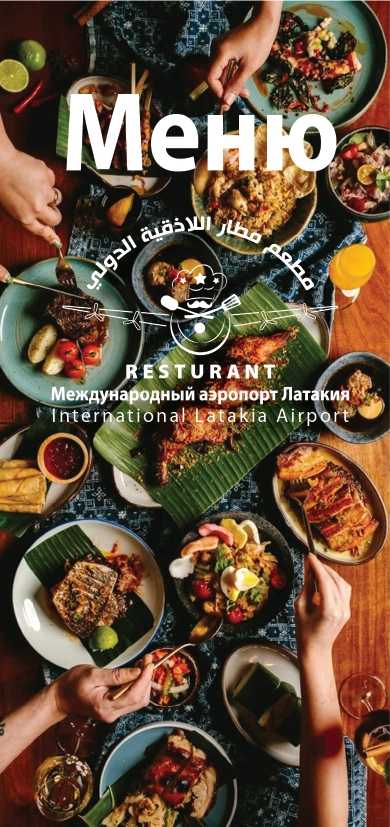 Меню
مطعم مطار اللاذقية الدولي
RESTURANT
Международный аэропорт Латакия
International Latakia Airport